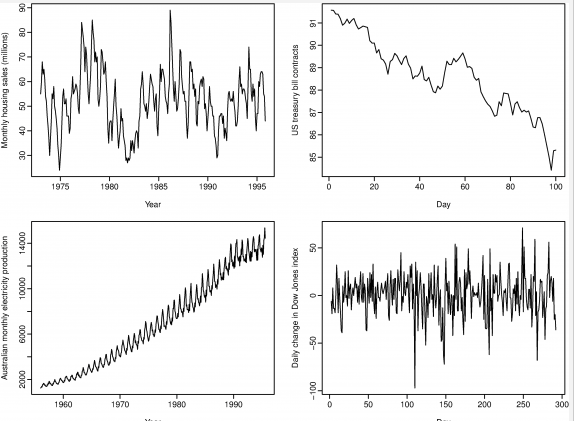 Monthly housing sales (millions)
30 40 50 60 70 80 90
1975 1980 1985 1990 1995
Year
US treasury bill contracts
85 86 87 88 89 90 91
0 20 40 60 80 100
Day
Australian monthly electricity production
2000 6000 10000 14000
1960 1970 1980 1990
Year
Daily change in Dow Jones index
-100 -50 0 50
0 50 100 150 200 250 300
Day